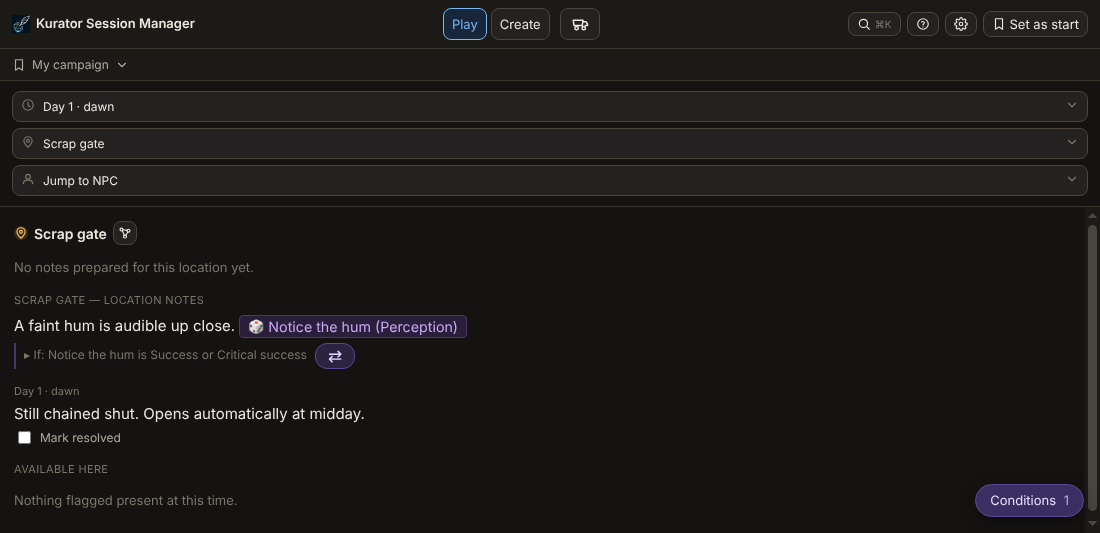 Kurator Session Manager
Play
Create
⌘K
Set as start
My campaign
Day 1 · dawn
Scrap gate
Jump to NPC
Scrap gate
No notes prepared for this location yet.
SCRAP GATE — LOCATION NOTES
A faint hum is audible up close. 🎲 Notice the hum (Perception)
▸ If: Notice the hum is Success or Critical success ⇄
Day 1 · dawn
Still chained shut. Opens automatically at midday.
Mark resolved
AVAILABLE HERE
Nothing flagged present at this time.
Conditions 1